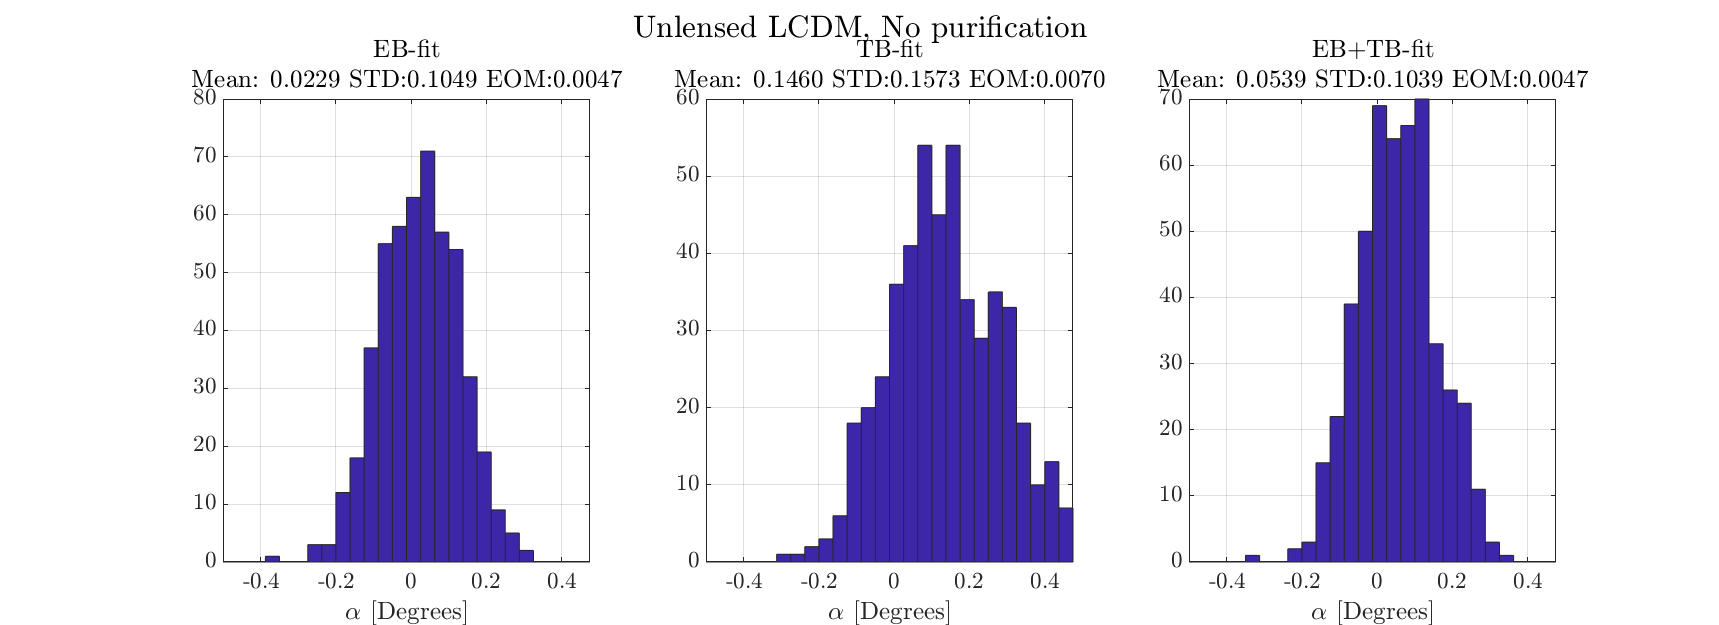 Unlensed LCDM, No purification
EB-fit
Mean: 0.0229 STD:0.1049 EOM:0.0047
80
70
60
50
40
30
20
10
0
-0.4 -0.2 0 0.2 0.4
α [Degrees]
TB-fit
Mean: 0.1460 STD:0.1573 EOM:0.0070
60
50
40
30
20
10
0
-0.4 -0.2 0 0.2 0.4
α [Degrees]
EB+TB-fit
Mean: 0.0539 STD:0.1039 EOM:0.0047
70
60
50
40
30
20
10
0
-0.4 -0.2 0 0.2 0.4
α [Degrees]